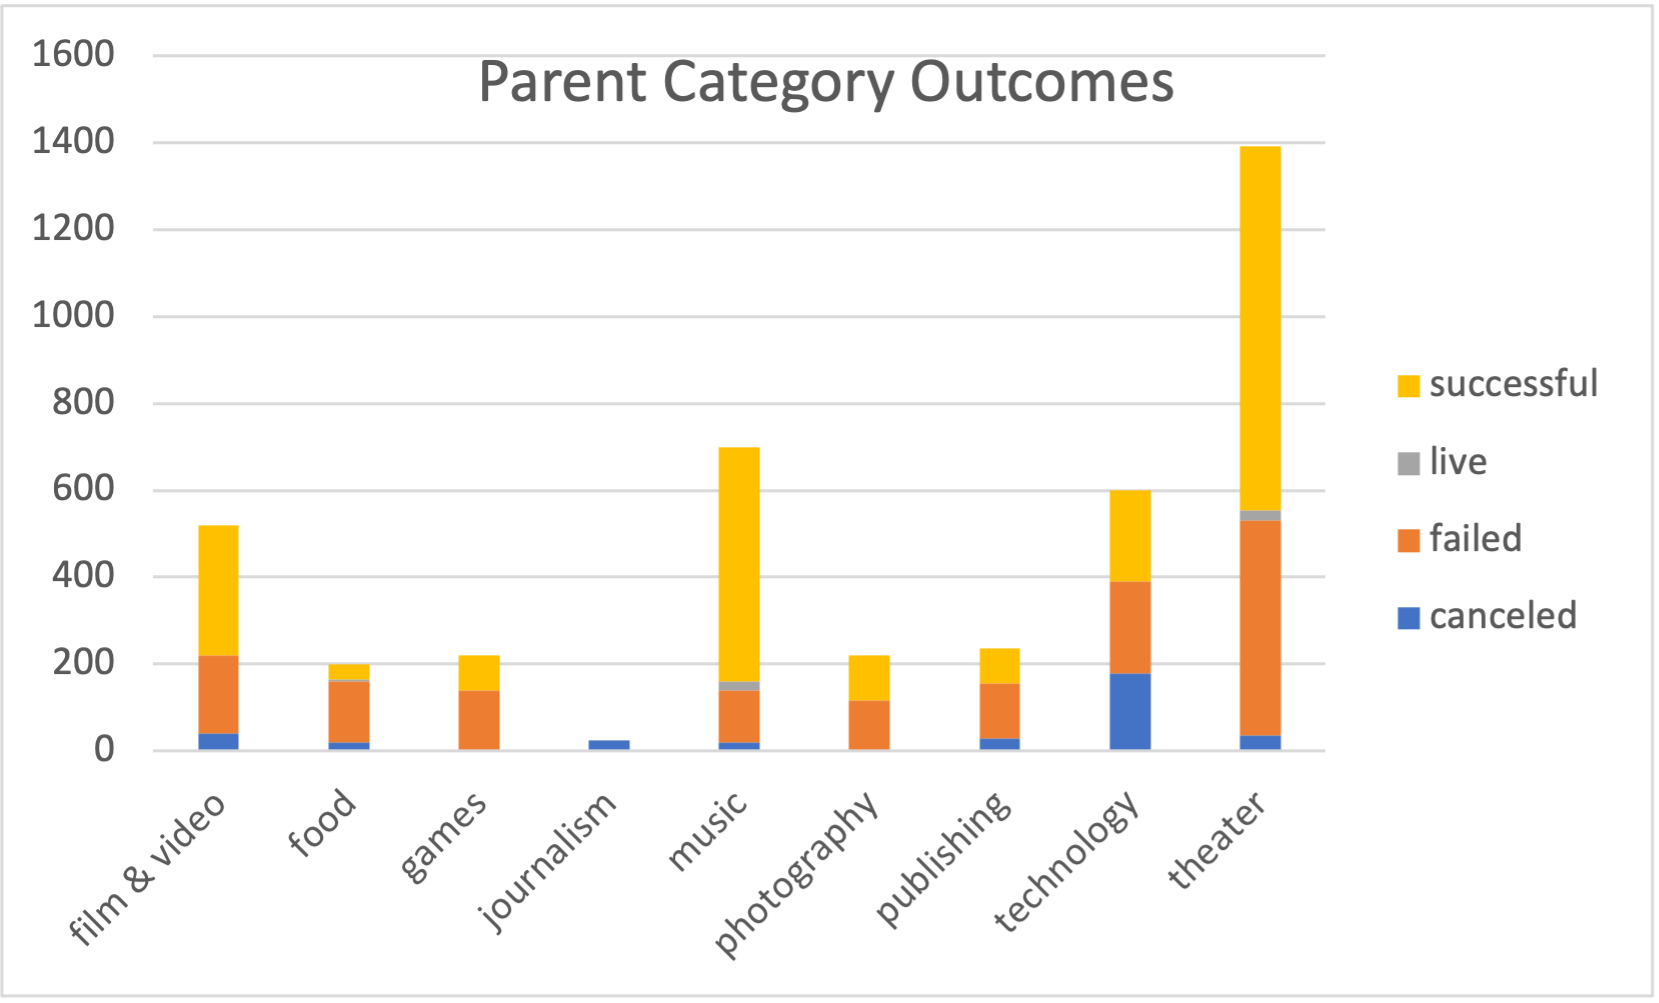 Parent Category Outcomes
1600
1400
1200
1000
800
600
400
200
0
film & video
food
games
journalism
music
photography
publishing
technology
theater
successful
live
failed
canceled